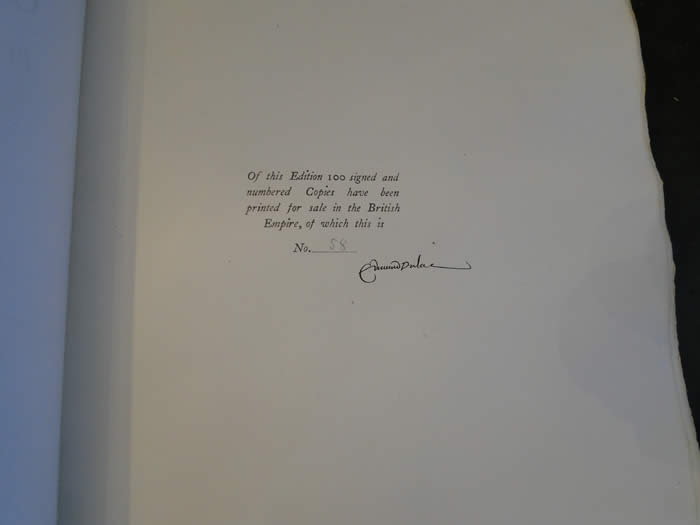 Of this Edition 100 signed and
numbered Copies have been
printed for sale in the British
Empire, of which this is
No. 58
Edmund Dulac